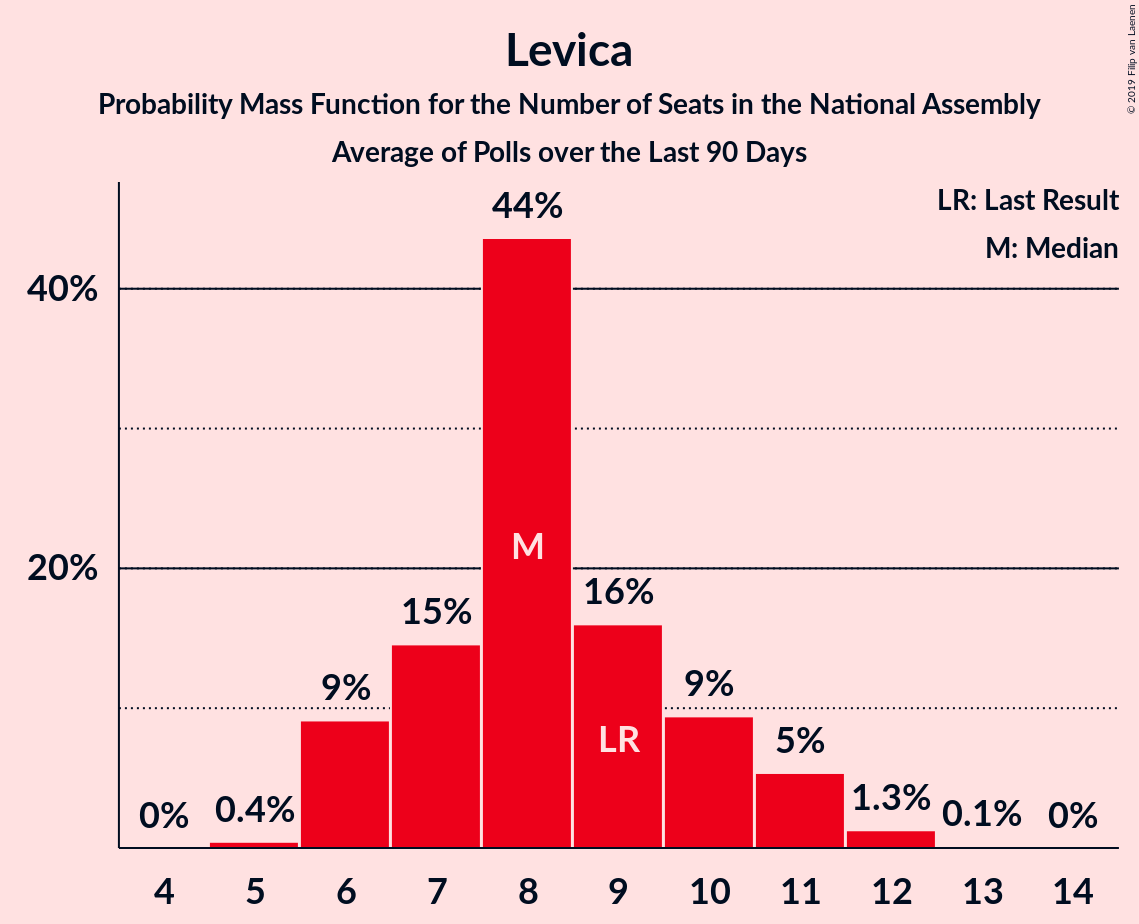 Levica
Probability Mass Function for the Number of Seats in the National Assembly
Average of Polls over the Last 90 Days
© 2019 Filip van Laenen
LR: Last Result
M: Median
44%
40%
M
20%
16%
15%
9%
9%
LR
5%
1.3%
0.4%
0.1%
0%
0%
4 5 6 7 8 9 10 11 12 13 14